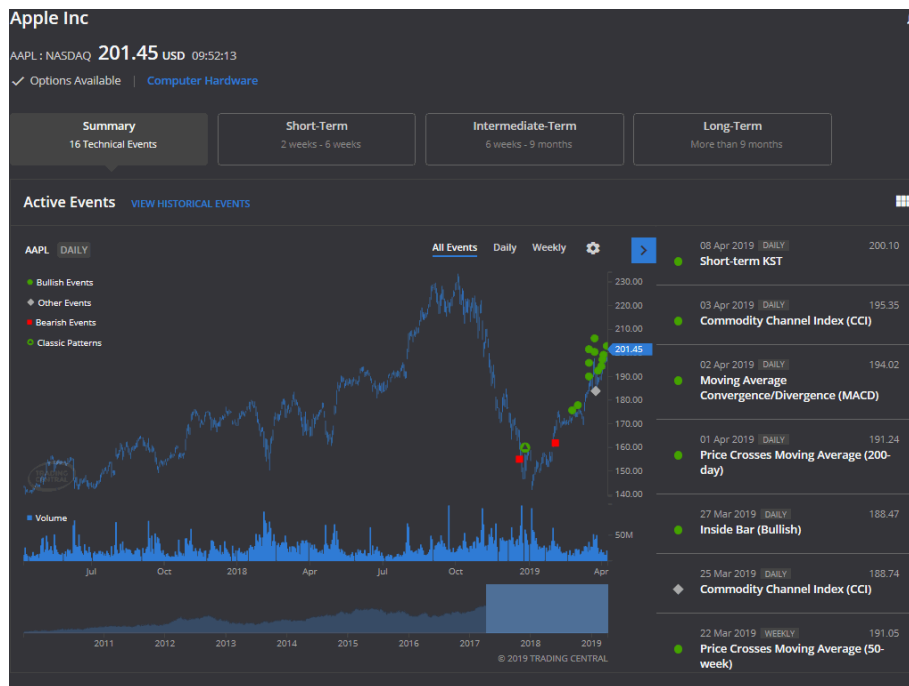 Apple Inc
AAPL : NASDAQ 201.45 USD 09:52:13
Options Available | Computer Hardware
Summary
16 Technical Events
Short-Term
2 weeks - 6 weeks
Intermediate-Term
6 weeks - 9 months
Long-Term
More than 9 months
Active Events VIEW HISTORICAL EVENTS
AAPL DAILY
All Events Daily Weekly
Bullish Events
Other Events
Bearish Events
Classic Patterns
230.00
220.00
210.00
201.45
190.00
180.00
170.00
160.00
150.00
140.00
TRADING
CENTRAL
Volume
50M
Jul Oct 2018 Apr Jul Oct 2019 Apr
2011 2012 2013 2014 2015 2016 2017 2018 2019
© 2019 TRADING CENTRAL
08 Apr 2019 DAILY 200.10
Short-term KST
03 Apr 2019 DAILY 195.35
Commodity Channel Index (CCI)
02 Apr 2019 DAILY 194.02
Moving Average
Convergence/Divergence (MACD)
01 Apr 2019 DAILY 191.24
Price Crosses Moving Average (200-
day)
27 Mar 2019 DAILY 188.47
Inside Bar (Bullish)
25 Mar 2019 DAILY 188.74
Commodity Channel Index (CCI)
22 Mar 2019 WEEKLY 191.05
Price Crosses Moving Average (50-
week)